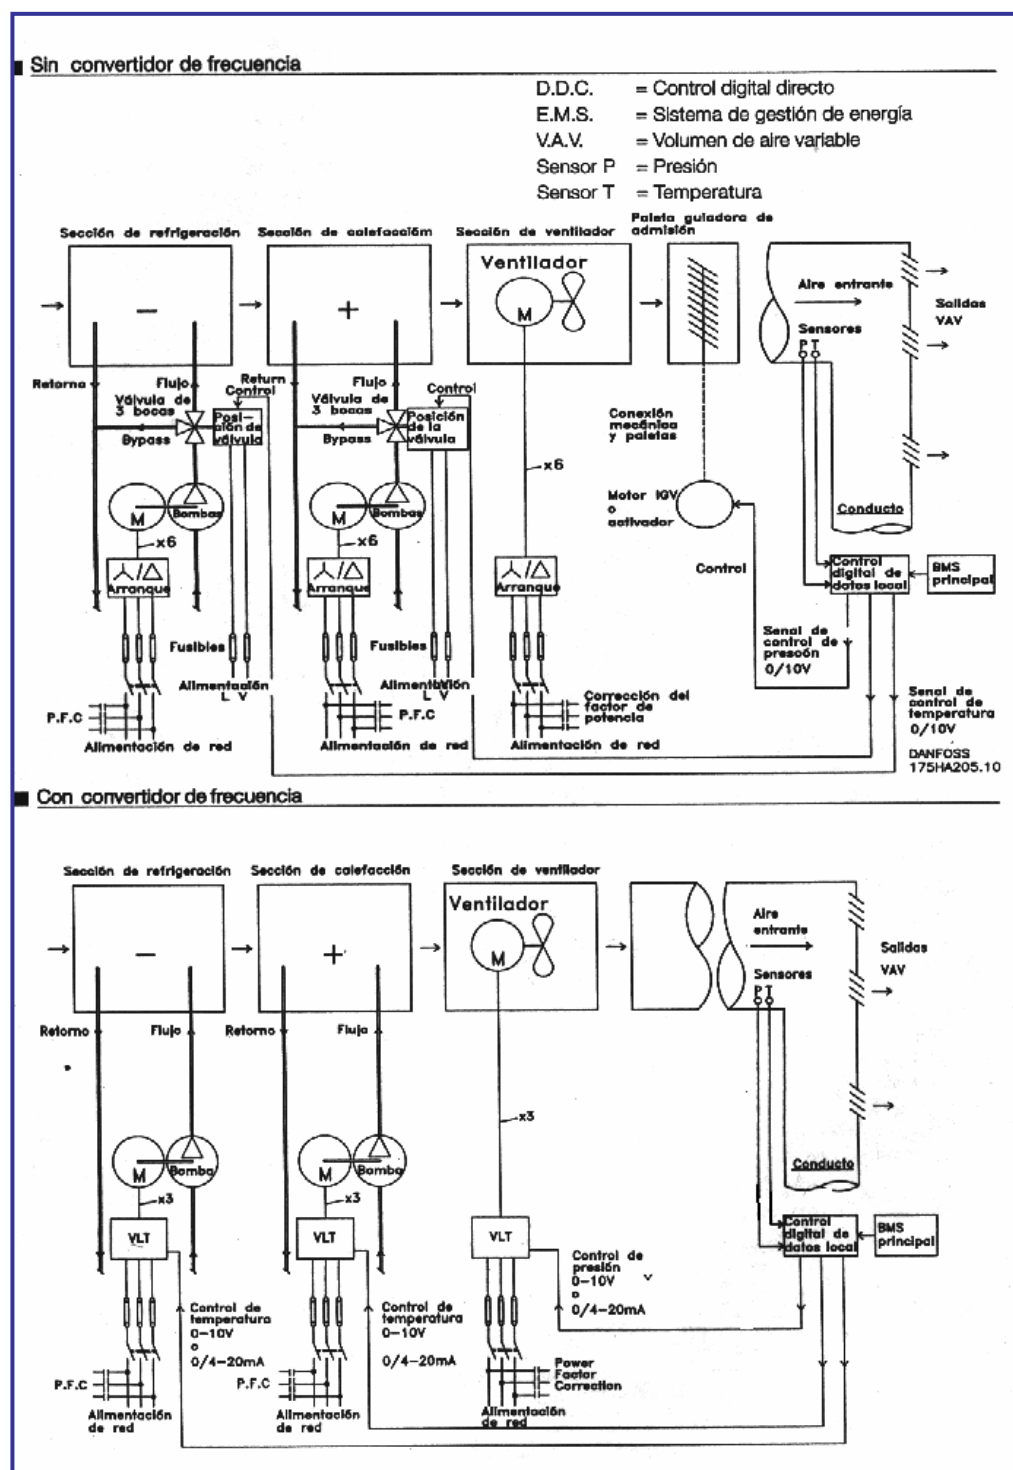 Sin convertidor de frecuencia
D.D.C. = Control digital directo
E.M.S. = Sistema de gestión de energía
V.A.V. = Volumen de aire variable
Sensor P = Presión
Sensor T = Temperatura
Sección de refrigeración
Sección de calefaccióm
Sección de ventilador
Paleta guiadora de
admisión
Ventilador
M
−
+
Aire entrante
Sensores
P T
Salidas
VAV
Retorno
Flujo
Return
Control
Válvula de
3 bocas
Bypass
Posi-
ción de
válvula
Flujo
Control
Válvula de
3 bocas
Bypass
Posición
de la
válvula
Conexión
mecánica
y paletas
x6
M
Bombas
M
Bombas
Motor IGV
o
activador
Conducto
x6
x6
Arranque
Arranque
Arranque
Control
Control
digital de
datos local
BMS
principal
Fusibles
Fusibles
Senal de
control de
presoón
0/10V
Alimentación
L V
Alimentación
L V
P.F.C
P.F.C
Corrección del
factor de
potencia
Alimentación de red
Alimentación de red
Alimentación de red
Senal de
control de
temperatura
0/10V
DANFOSS
175HA205.10
Con convertidor de frecuencia
Sección de refrigeración
Sección de calefacción
Sección de ventilador
Ventilador
M
−
+
Aire
entrante
Sensores
P T
Salidas
VAV
Retorno
Flujo
Retorno
Flujo
x3
M
Bomba
M
Bomba
Conducto
x3
x3
VLT
VLT
VLT
Control
digital de
datos local
BMS
principal
Control de
presión
0-10V
o
0/4-20mA
Control de
temperatura
0-10V
o
0/4-20mA
Control de
temperatura
0-10V
0/4-20mA
P.F.C
P.F.C
Power
Factor
Correction
Alimentación
de red
Alimentación
de red
Alimentación
de red